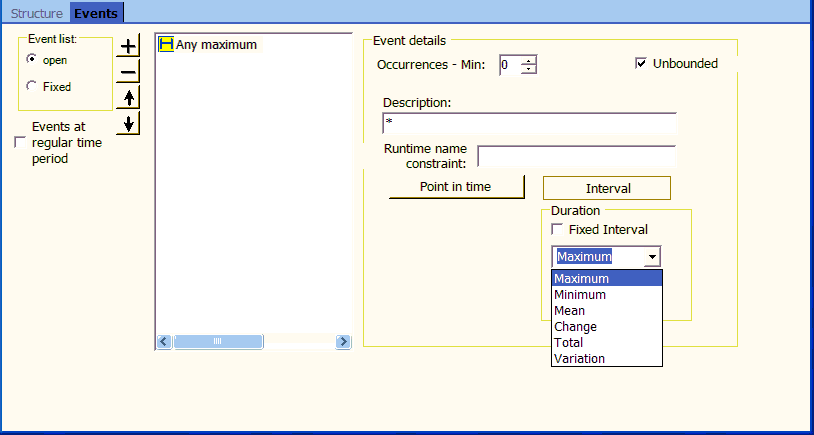 Structure Events
Event list:
open
Fixed
Events at
regular time
period
Any maximum
Event details
Occurrences - Min: 0
Unbounded
Description:
*
Runtime name
constraint:
Point in time
Interval
Duration
Fixed Interval
Maximum
Maximum
Minimum
Mean
Change
Total
Variation